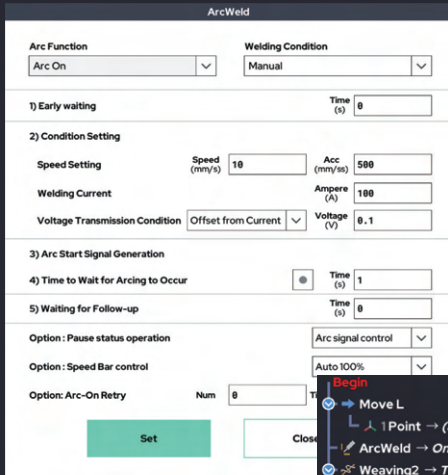 ArcWeld
Arc Function Welding Condition
Arc On Manual
1) Early waiting Time (s) 0
2) Condition Setting
Speed Setting Speed (mm/s) 10 Acc (mm/ss) 500
Welding Current Ampere (A) 100
Voltage Transmission Condition Offset from Current Voltage (V) 0.1
3) Arc Start Signal Generation
4) Time to Wait for Arcing to Occur Time (s) 1
5) Waiting for Follow-up Time (s) 0
Option : Pause status operation Arc signal control
Option : Speed Bar control Auto 100%
Option: Arc-On Retry Num 0
Begin
Move L
1 Point → (
Set Close
ArcWeld → On
Weaving2 → T